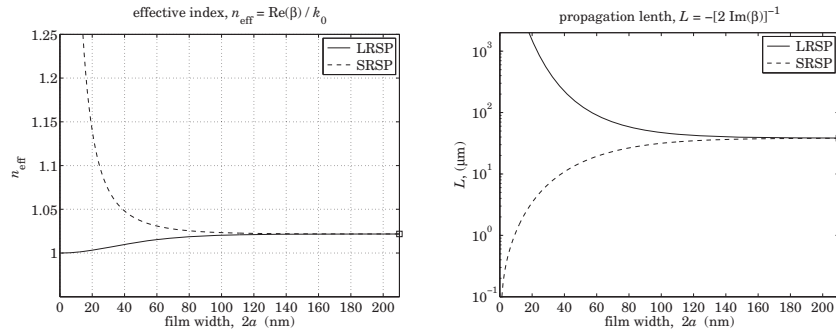 effective index, n_eff = Re(β) / k_0
1.25
1.2
1.15
1.1
1.05
1
n_eff
LRSP
SRSP
0 20 40 60 80 100 120 140 160 180 200
film width, 2a (nm)
propagation lenth, L = −[2 Im(β)]^−1
10^3
10^2
10^1
10^0
10^−1
L, (μm)
LRSP
SRSP
0 20 40 60 80 100 120 140 160 180 200
film width, 2a (nm)